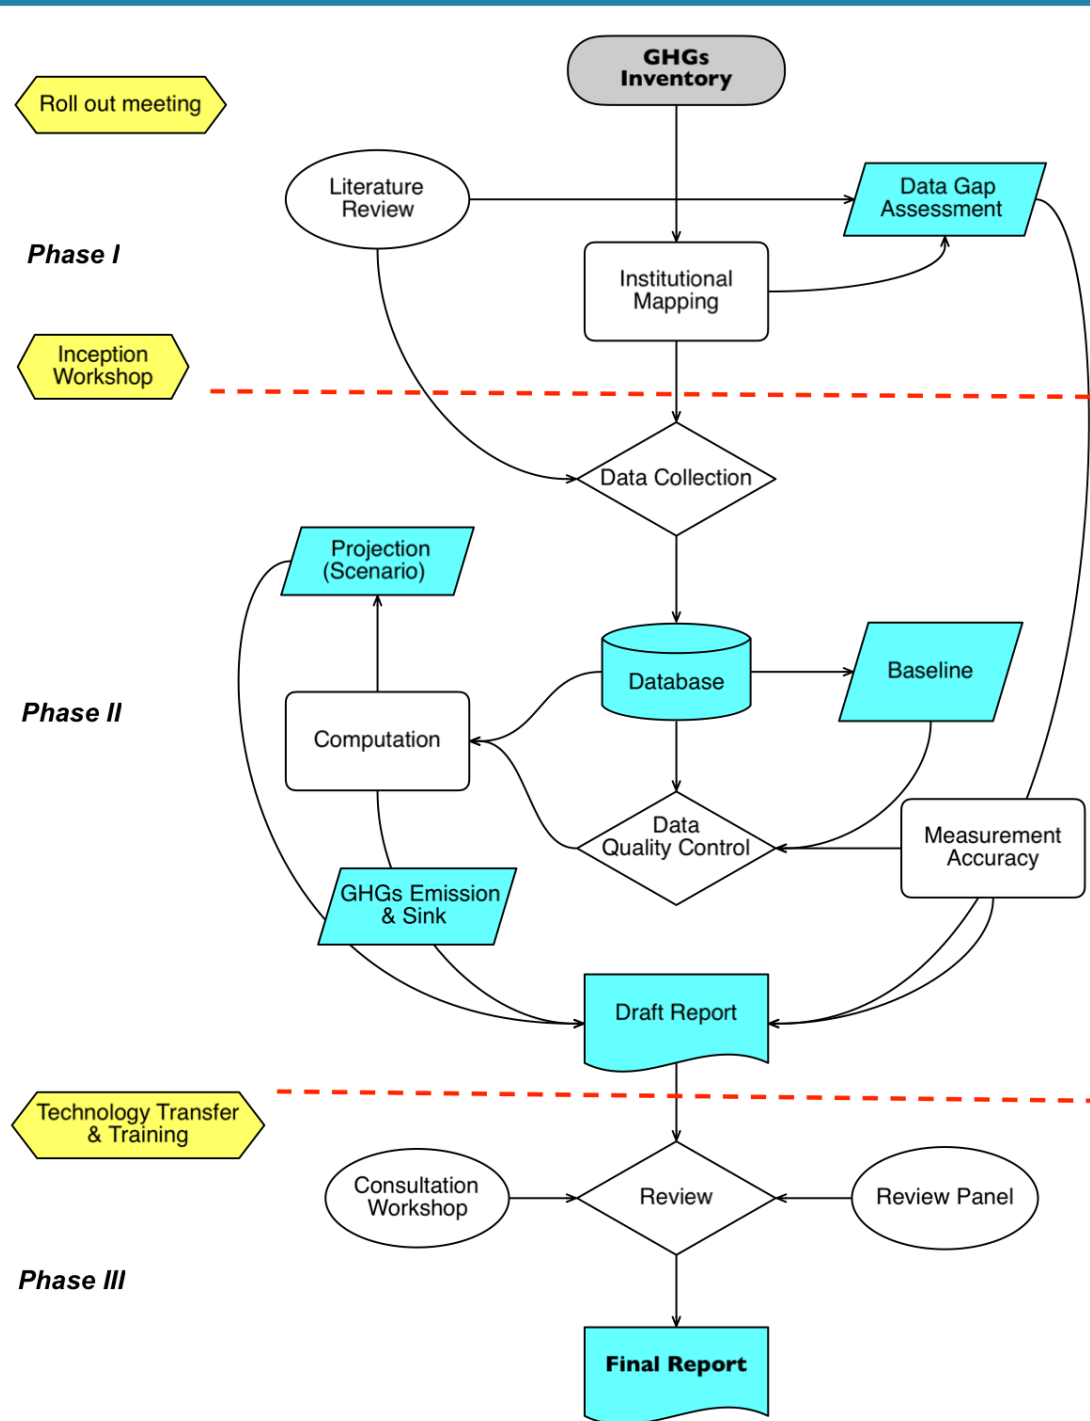 GHGs
Inventory
Roll out meeting
Literature
Review
Data Gap
Assessment
Phase I
Institutional
Mapping
Inception
Workshop
Data Collection
Projection
(Scenario)
Database
Baseline
Phase II
Computation
Data
Quality Control
Measurement
Accuracy
GHGs Emission
& Sink
Draft Report
Technology Transfer
& Training
Consultation
Workshop
Review
Review Panel
Phase III
Final Report